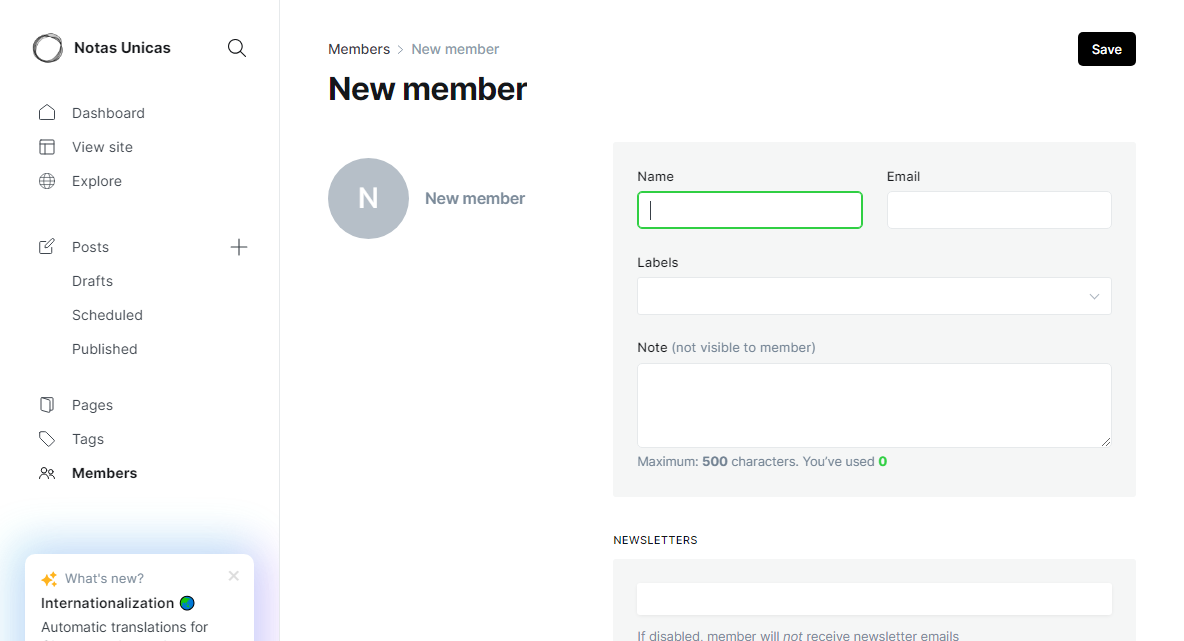 Notas Unicas
Dashboard
View site
Explore
Posts
Drafts
Scheduled
Published
Pages
Tags
Members
What's new?
Internationalization
Automatic translations for
Members > New member
Save
New member
N
New member
Name
Email
Labels
Note (not visible to member)
Maximum: 500 characters. You've used 0
NEWSLETTERS
If disabled, member will not receive newsletter emails